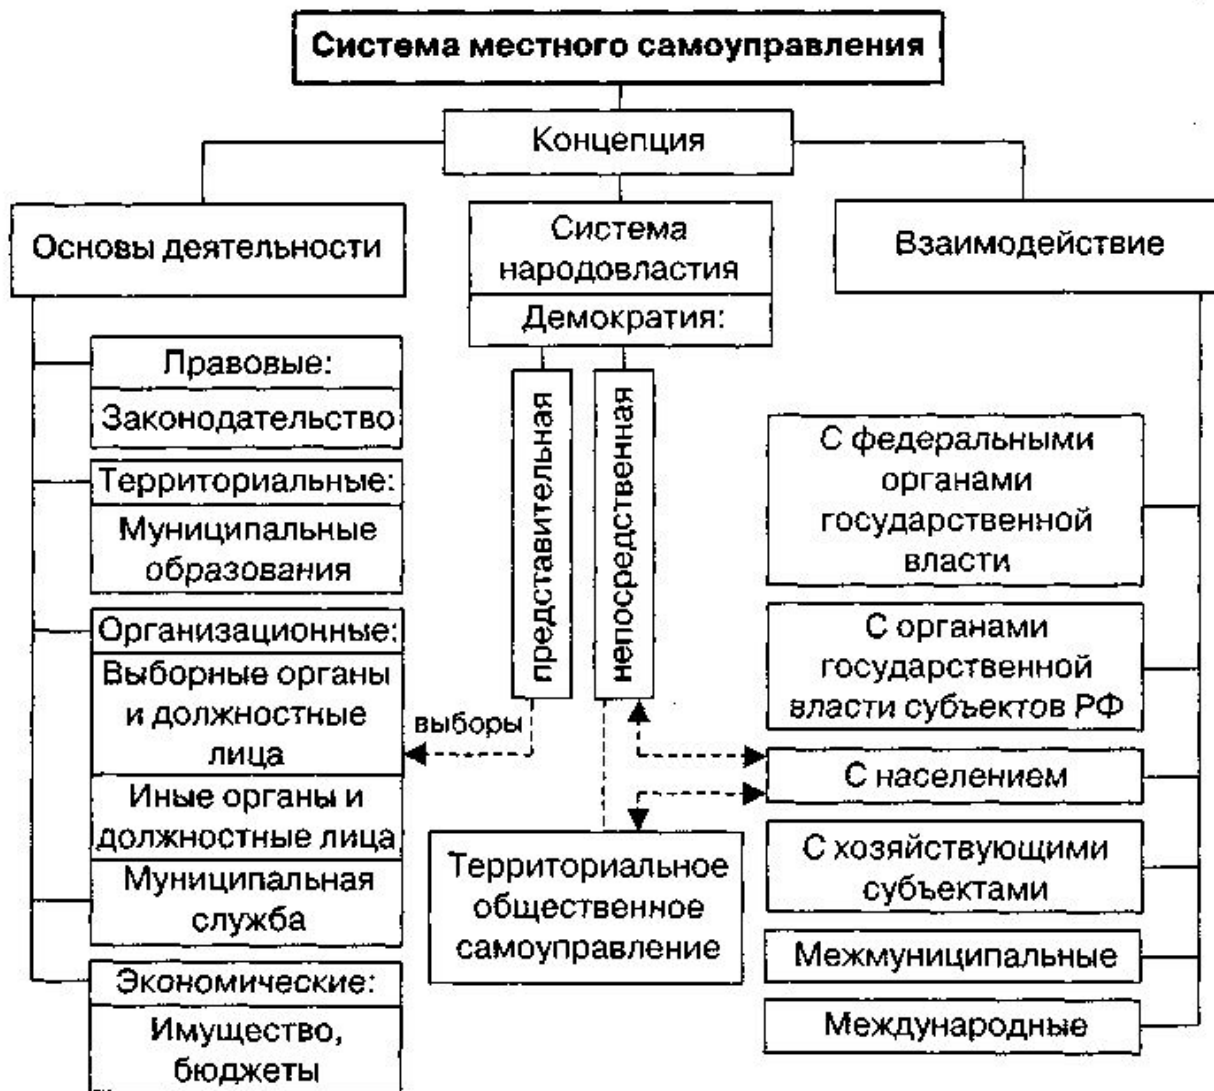 Система местного самоуправления
Концепция
Основы деятельности
Правовые:
Законодательство
Территориальные:
Муниципальные
образования
Организационные:
Выборные органы
и должностные
лица
Иные органы и
должностные лица
Муниципальная
служба
Экономические:
Имущество,
бюджеты
Система
народовластия
Демократия:
представительная
непосредственная
выборы
Территориальное
общественное
самоуправление
Взаимодействие
С федеральными
органами
государственной
власти
С органами
государственной
власти субъектов РФ
С населением
С хозяйствующими
субъектами
Межмуниципальные
Международные